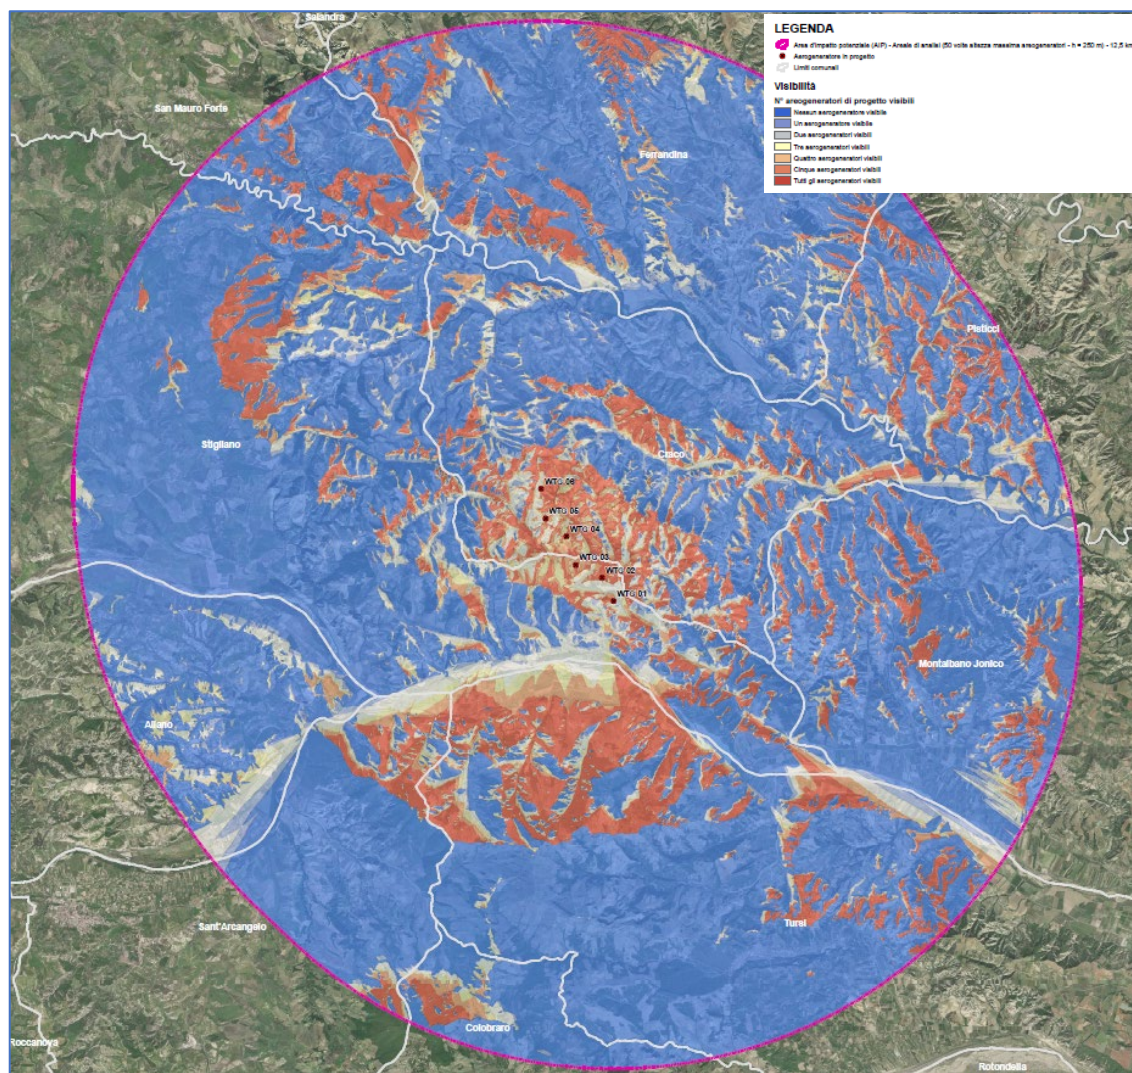 Salandra
LEGENDA
Area d'impatto potenziale (AIP) - Areale di analisi (50 volte altezza massima aereogeneratori - h = 250 m) - 12,5 km
Aerogeneratore in progetto
Limiti comunali
Visibilità
N° areogeneratori di progetto visibili
Nessun aerogeneratore visibile
Un aerogeneratore visibile
Due aerogeneratori visibili
Tre aerogeneratori visibili
Quattro aerogeneratori visibili
Cinque aerogeneratori visibili
Tutti gli aerogeneratori visibili
San Mauro Forte
Ferrandina
Pisticci
Stigliano
Craco
WTG 06
WTG 05
WTG 04
WTG 03
WTG 02
WTG 01
Montalbano Jonico
Aliano
Tursi
Sant'Arcangelo
Colobraro
Roccanova
Rotondella